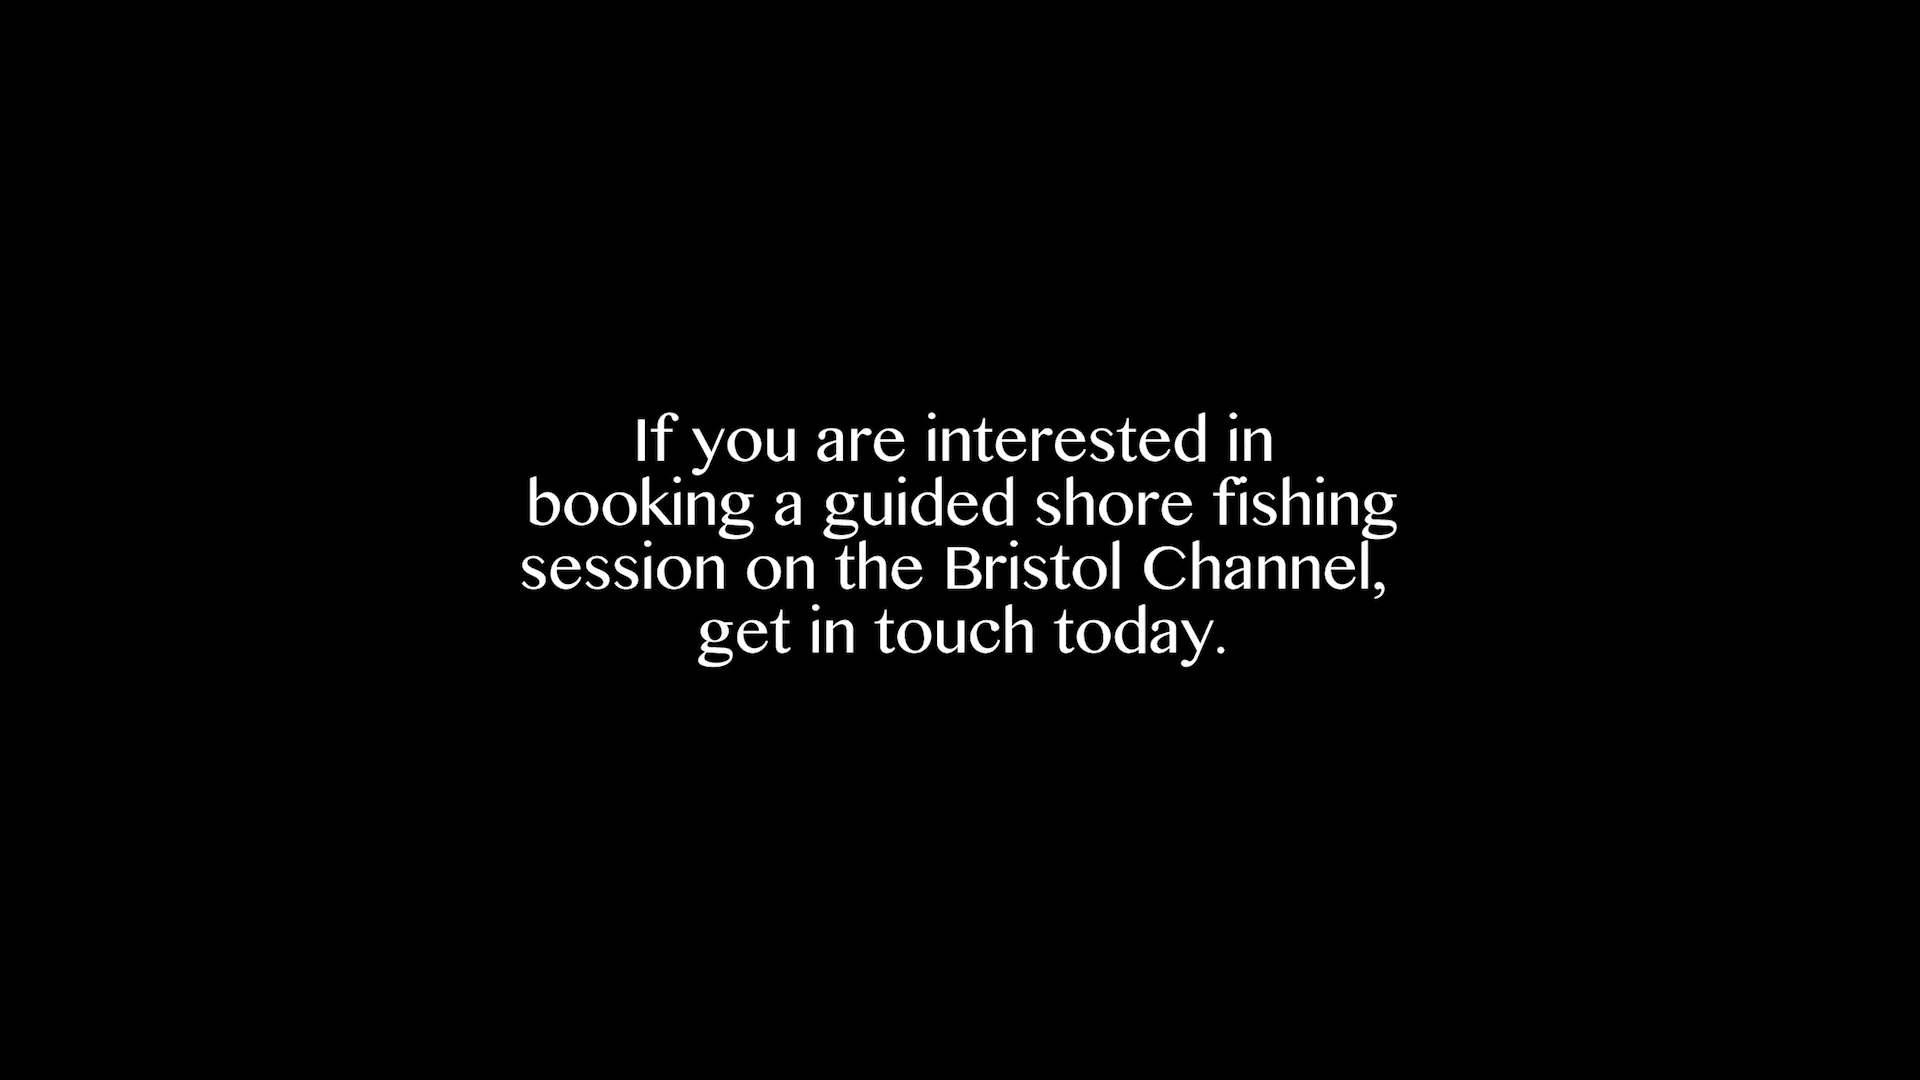 If you are interested in
booking a guided shore fishing
session on the Bristol Channel,
get in touch today.